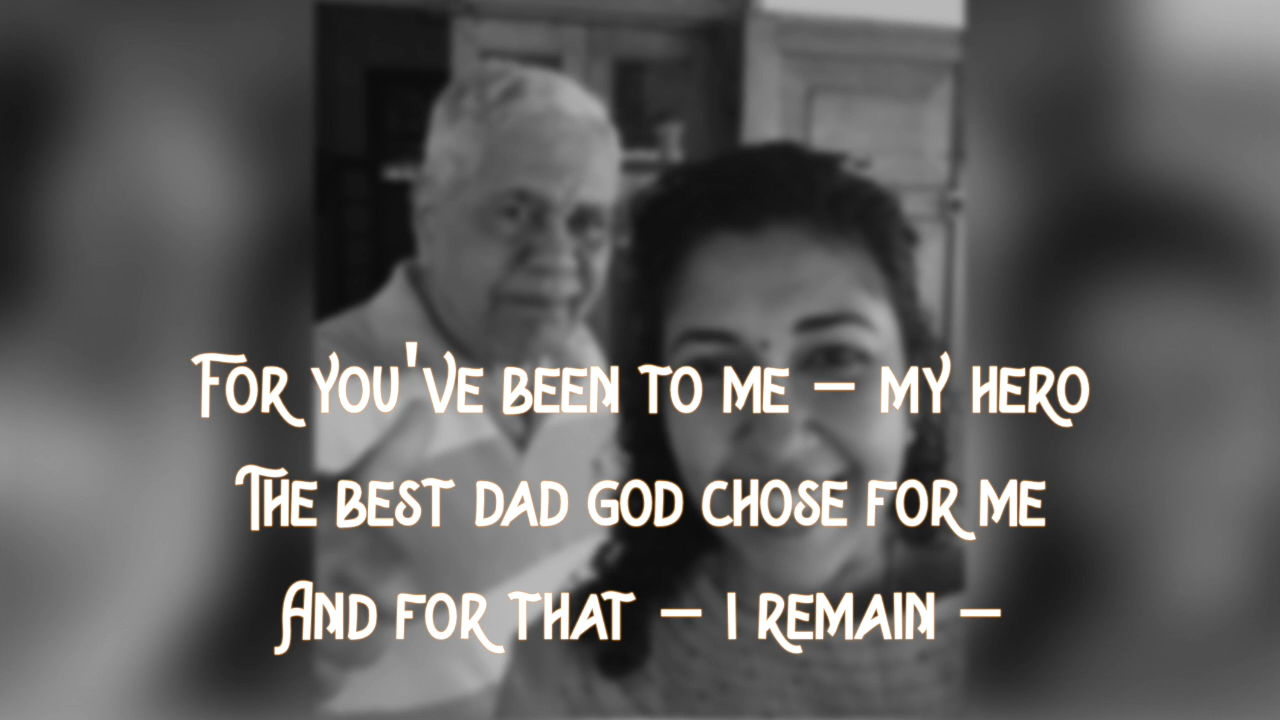 For you've been to me – my hero
The best dad god chose for me
And for that – I remain –